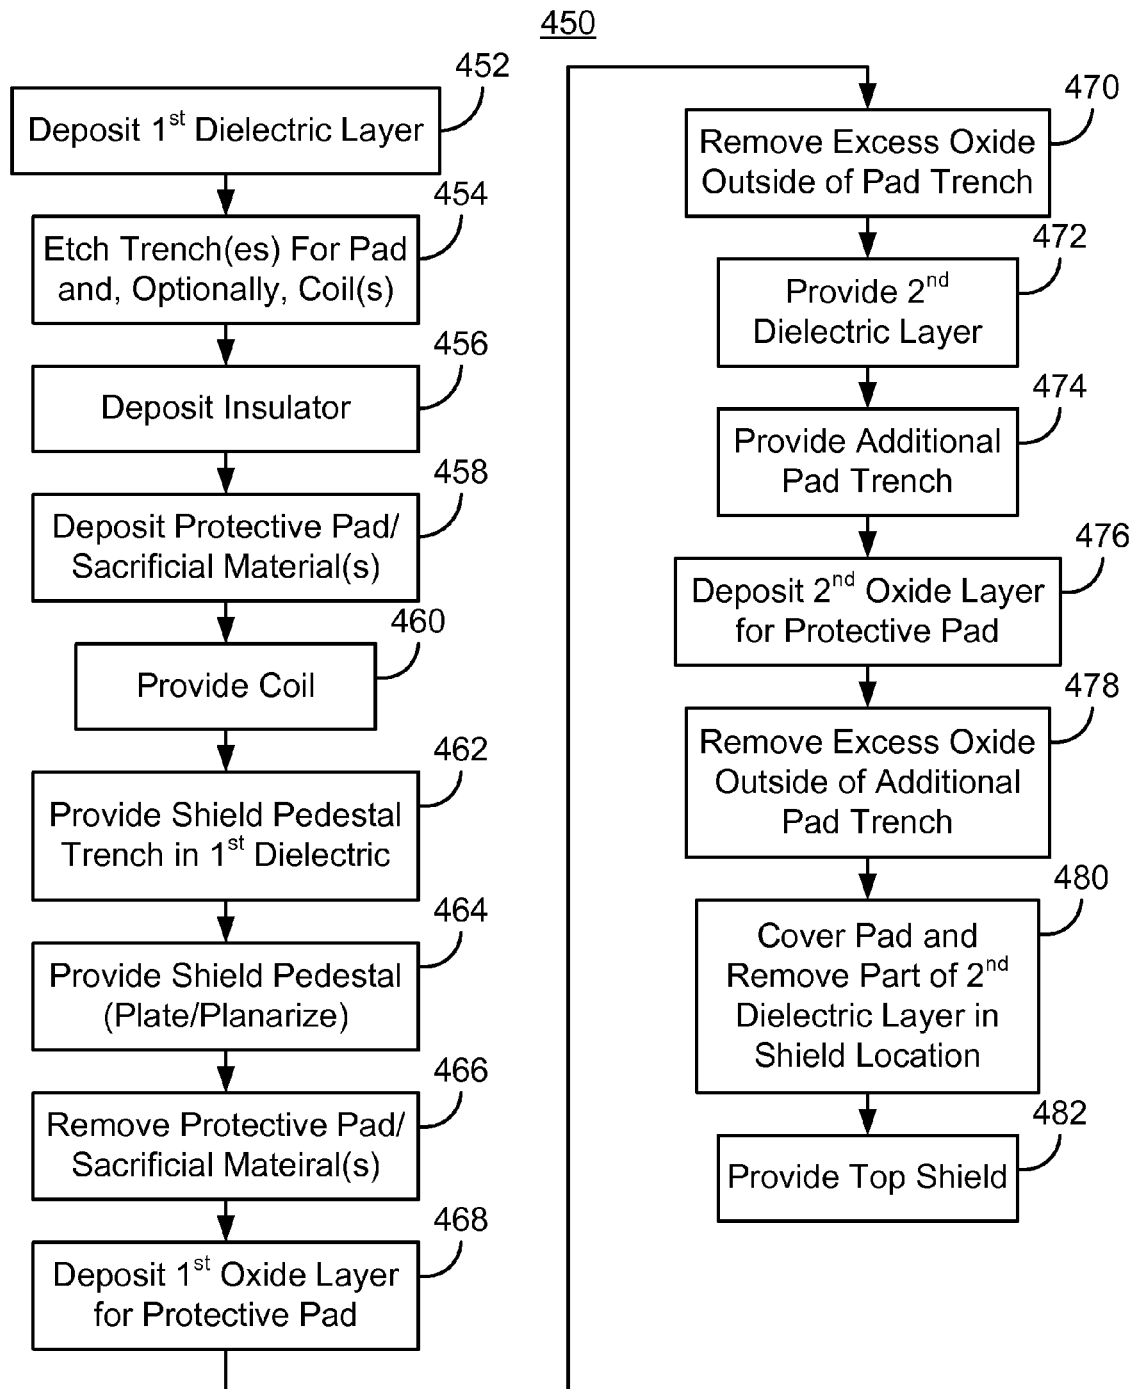 450
452
Deposit 1st Dielectric Layer
454
Etch Trench(es) For Pad
and, Optionally, Coil(s)
456
Deposit Insulator
458
Deposit Protective Pad/
Sacrificial Material(s)
460
Provide Coil
462
Provide Shield Pedestal
Trench in 1st Dielectric
464
Provide Shield Pedestal
(Plate/Planarize)
466
Remove Protective Pad/
Sacrificial Mateiral(s)
468
Deposit 1st Oxide Layer
for Protective Pad
470
Remove Excess Oxide
Outside of Pad Trench
472
Provide 2nd
Dielectric Layer
474
Provide Additional
Pad Trench
476
Deposit 2nd Oxide Layer
for Protective Pad
478
Remove Excess Oxide
Outside of Additional
Pad Trench
480
Cover Pad and
Remove Part of 2nd
Dielectric Layer in
Shield Location
482
Provide Top Shield